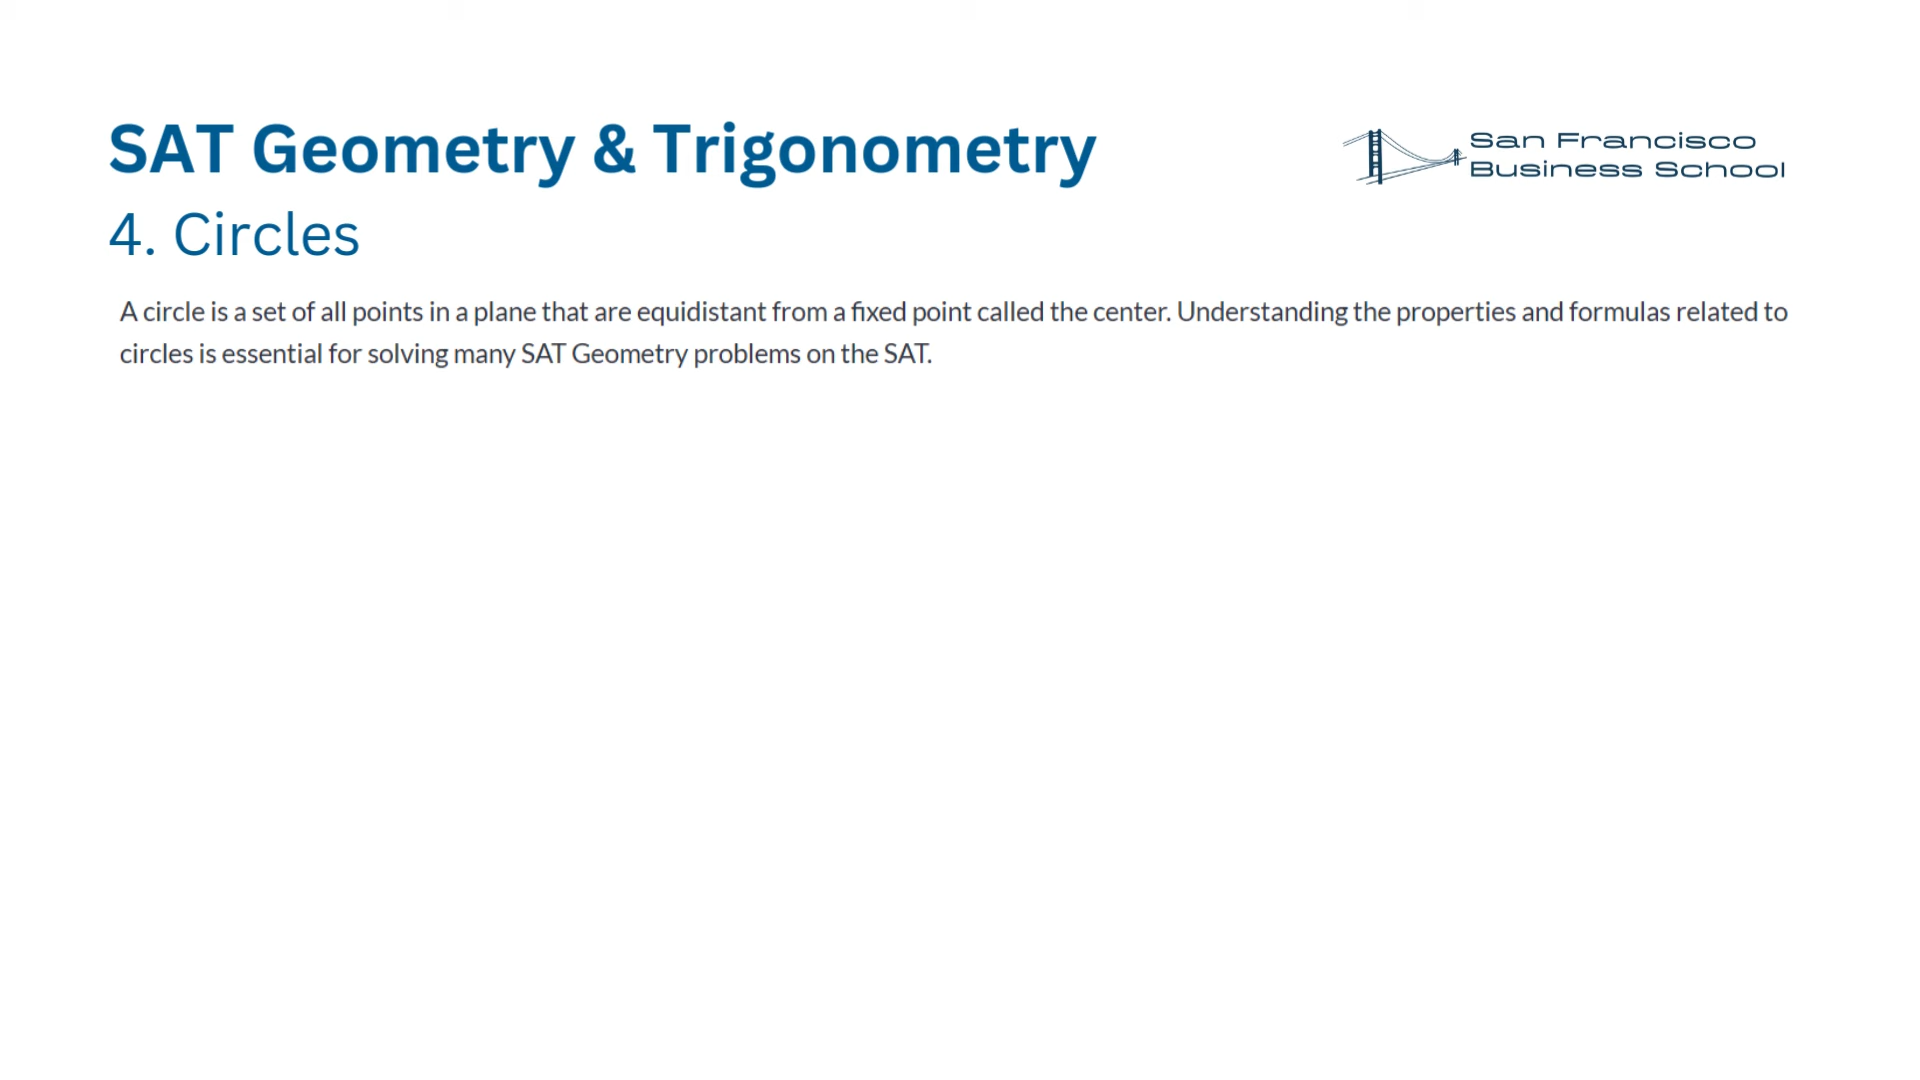 SAT Geometry & Trigonometry
San Francisco
Business School
4. Circles
A circle is a set of all points in a plane that are equidistant from a fixed point called the center. Understanding the properties and formulas related to
circles is essential for solving many SAT Geometry problems on the SAT.